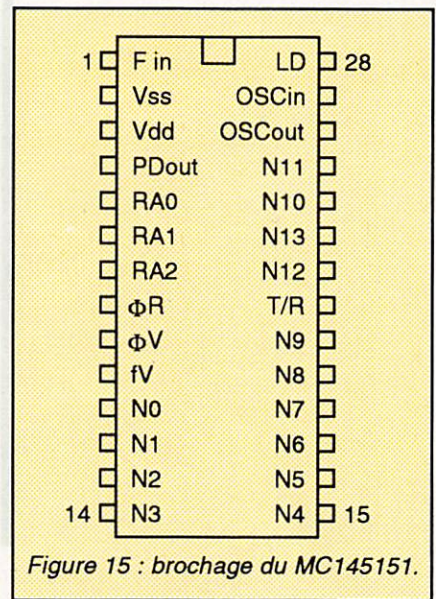 1 F in LD 28
Vss OSCin
Vdd OSCout
PDout N11
RA0 N10
RA1 N13
RA2 N12
ΦR T/R
ΦV N9
fV N8
N0 N7
N1 N6
N2 N5
14 N3 N4 15
Figure 15 : brochage du MC145151.